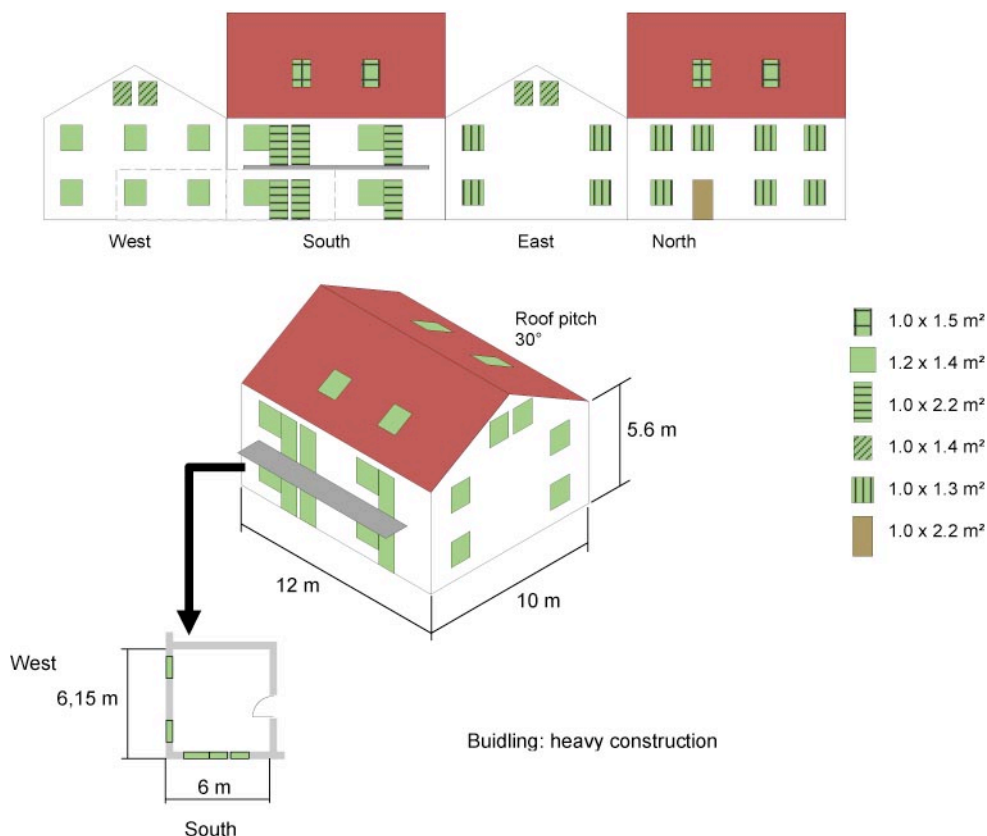 West
South
East
North
Roof pitch
30°
1.0 x 1.5 m²
1.2 x 1.4 m²
1.0 x 2.2 m²
1.0 x 1.4 m²
1.0 x 1.3 m²
1.0 x 2.2 m²
5.6 m
12 m
10 m
West
6,15 m
6 m
South
Buidling: heavy construction